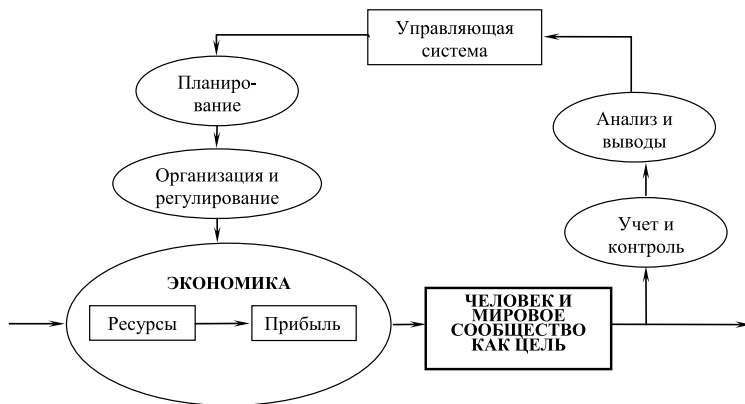 Управляющая
система
Планиро-
вание
Анализ и
выводы
Организация и
регулирование
Учет и
контроль
ЭКОНОМИКА
Ресурсы
Прибыль
ЧЕЛОВЕК И
МИРОВОЕ
СООБЩЕСТВО
КАК ЦЕЛЬ